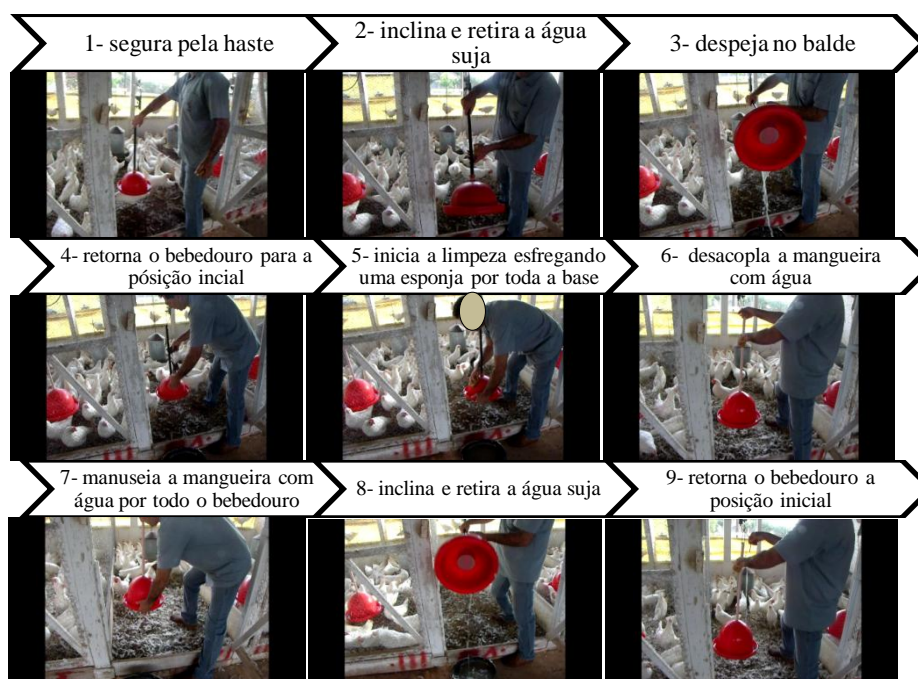 1- segura pela haste
2- inclina e retira a água
suja
3- despeja no balde
4- retorna o bebedouro para a
pósição incial
5- inicia a limpeza esfregando
uma esponja por toda a base
6- desacopla a mangueira
com água
7- manuseia a mangueira com
água por todo o bebedouro
8- inclina e retira a água suja
9- retorna o bebedouro a
posição inicial